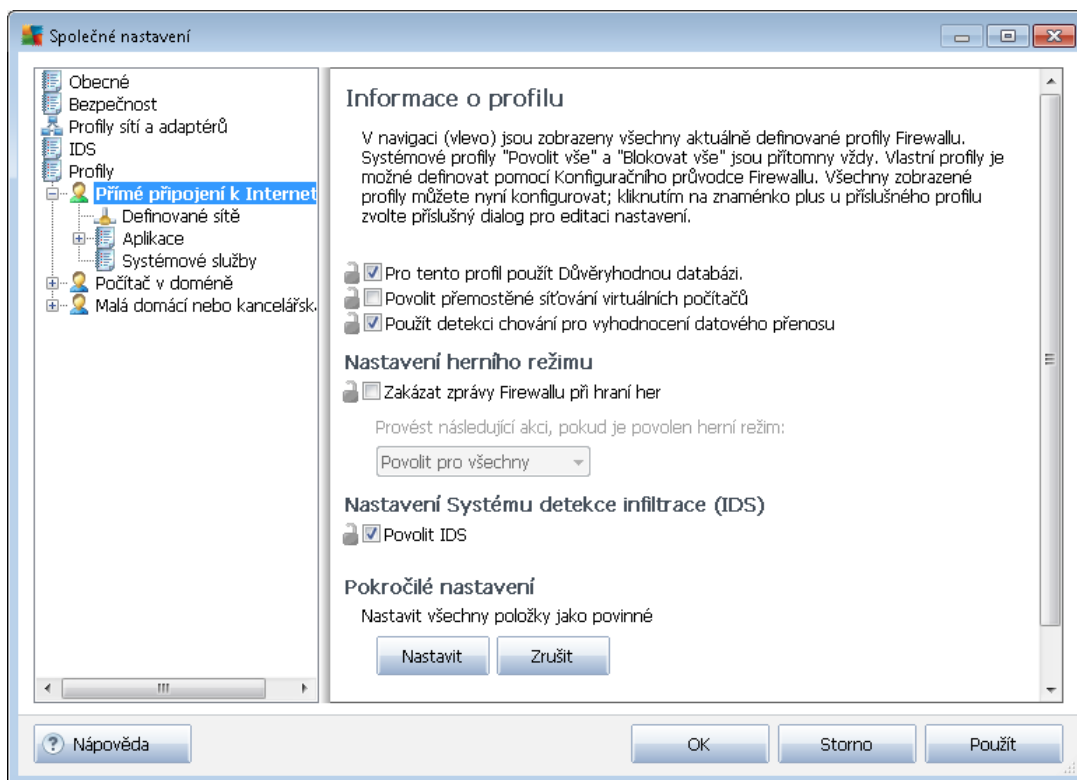 Společné nastavení
Obecné
Bezpečnost
Profily sítí a adaptérů
IDS
Profily
Přímé připojení k Internet
Definované sítě
Aplikace
Systémové služby
Počítač v doméně
Malá domácí nebo kancelářsk
Informace o profilu
V navigaci (vlevo) jsou zobrazeny všechny aktuálně definované profily Firewallu.
Systémové profily "Povolit vše" a "Blokovat vše" jsou přítomny vždy. Vlastní profily je
možné definovat pomocí Konfiguračního průvodce Firewallu. Všechny zobrazené
profily můžete nyní konfigurovat; kliknutím na znaménko plus u příslušného profilu
zvolte příslušný dialog pro editaci nastavení.
Pro tento profil použít Důvěryhodnou databázi.
Povolit přemostěné síťování virtuálních počítačů
Použít detekci chování pro vyhodnocení datového přenosu
Nastavení herního režimu
Zakázat zprávy Firewallu při hraní her
Provést následující akci, pokud je povolen herní režim:
Povolit pro všechny
Nastavení Systému detekce infiltrace (IDS)
Povolit IDS
Pokročilé nastavení
Nastavit všechny položky jako povinné
Nastavit
Zrušit
Nápověda
OK
Storno
Použít